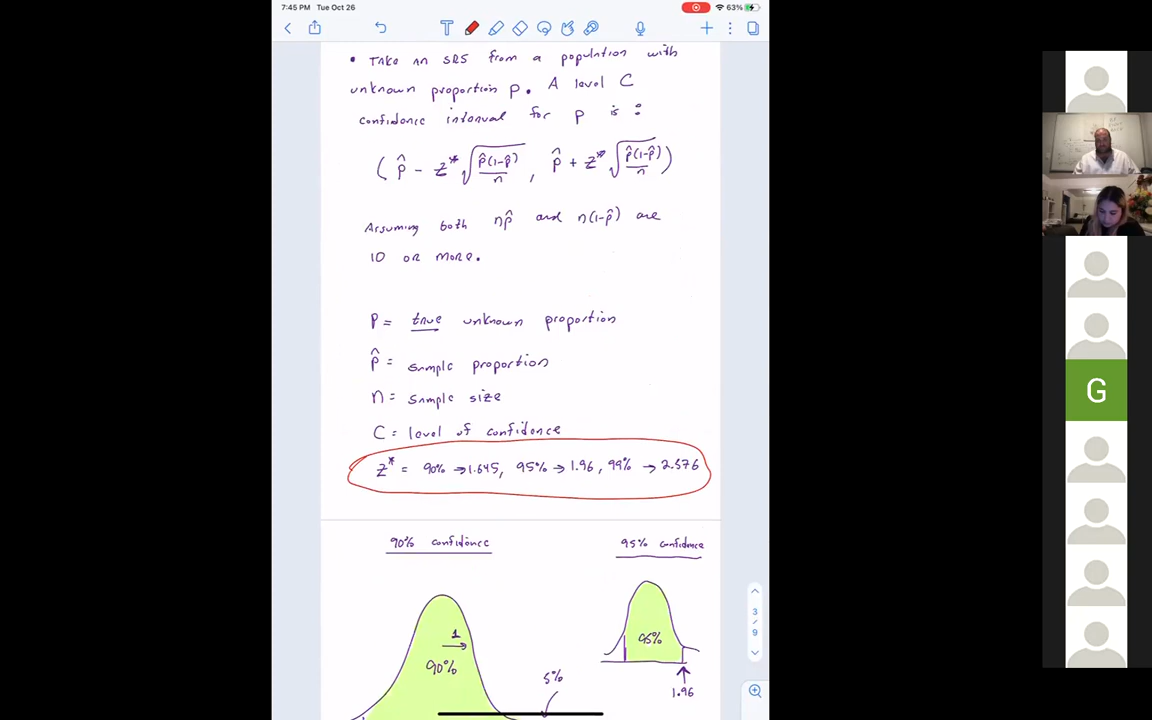 7:45 PM Tue Oct 26
63%
• TAKE AN SRS from a population with
unknown proportion p. A level C
confidence interval for p is :
( p̂ - z* √(p̂(1-p̂)/n) , p̂ + z* √(p̂(1-p̂)/n) )
Assuming both np̂ and n(1-p̂) are
10 or more.
P = true unknown proportion
p̂ = sample proportion
n = sample size
C = level of confidence
z* = 90% → 1.645, 95% → 1.96, 99% → 2.576
90% confidence
95% confidence
1
90%
5%
95%
1.96
3
/
9
T
G